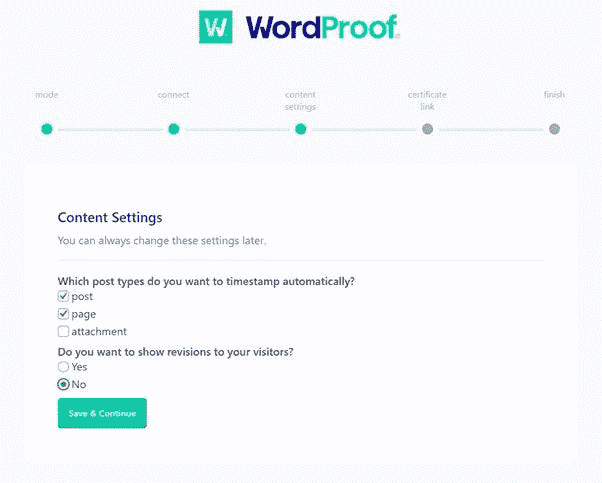 W.
WordProof
mode
connect
content
settings
certificate
link
finish
Content Settings
You can always change these settings later.
Which post types do you want to timestamp automatically?
post
page
attachment
Do you want to show revisions to your visitors?
Yes
No
Save & Continue